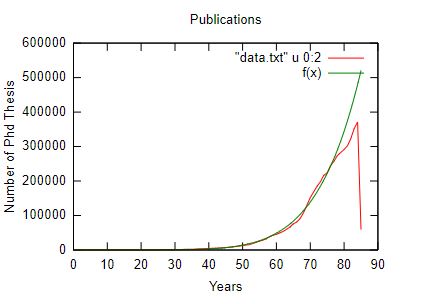 Publications
600000
500000
400000
300000
200000
100000
0
Number of Phd Thesis
"data.txt" u 0:2
f(x)
0 10 20 30 40 50 60 70 80 90
Years